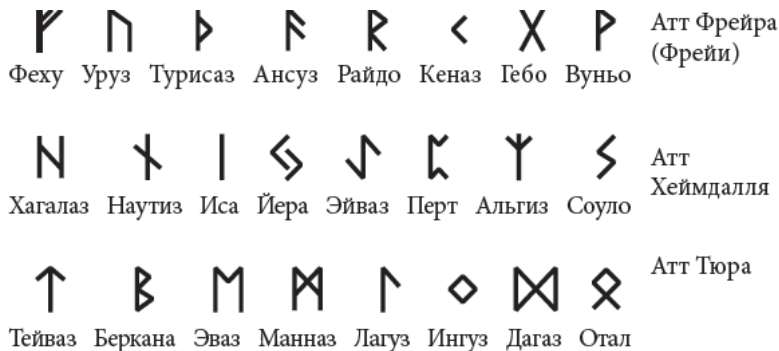 ᚠ ᚢ ᚦ ᚨ ᚱ ᚲ ᚷ ᚹ
Феху Уруз Турисаз Ансуз Райдо Кеназ Гебо Вуньо
Атт Фрейра
(Фрейи)
ᚺ ᚾ ᛁ ᛃ ᛇ ᛈ ᛉ ᛊ
Хагалаз Наутиз Иса Йера Эйваз Перт Альгиз Соуло
Атт
Хеймдалля
ᛏ ᛒ ᛖ ᛗ ᛚ ᛜ ᛞ ᛟ
Тейваз Беркана Эваз Манназ Лагуз Ингуз Дагаз Отал
Атт Тюра